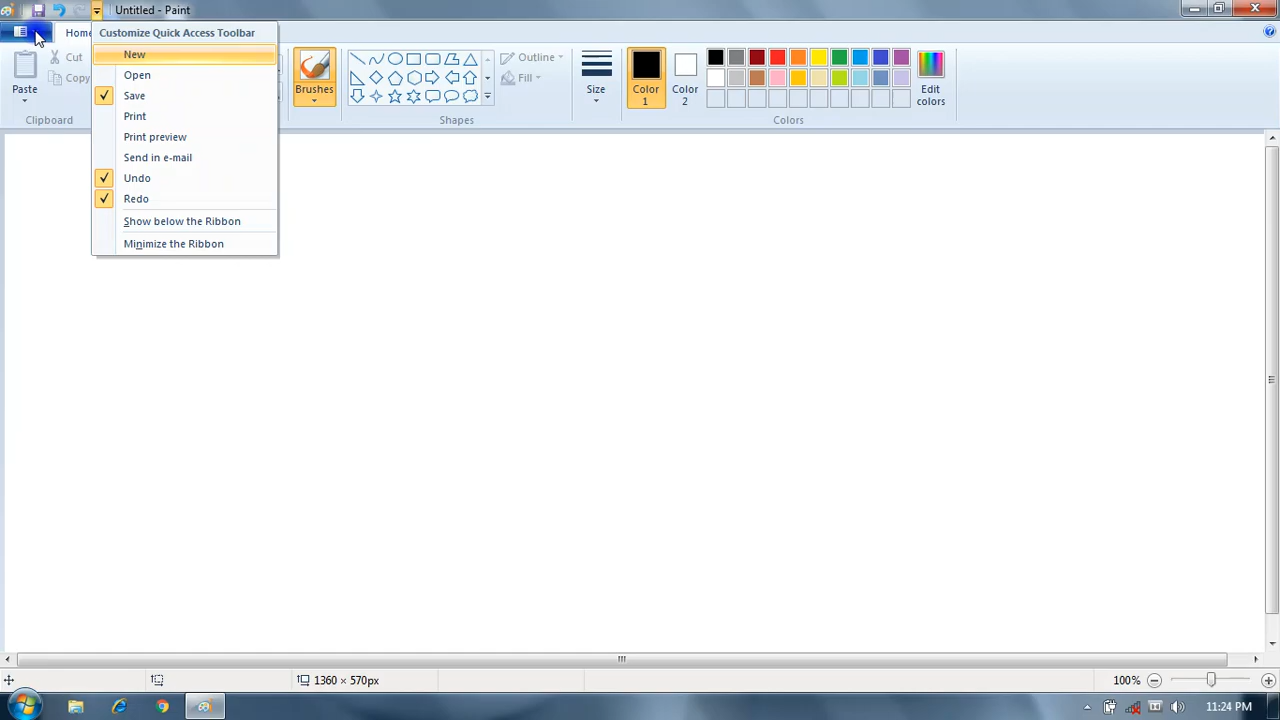 Untitled - Paint
Home
Customize Quick Access Toolbar
New
Open
Save
Print
Print preview
Send in e-mail
Undo
Redo
Show below the Ribbon
Minimize the Ribbon
Paste
Cut
Copy
Clipboard
Brushes
Outline
Fill
Shapes
Size
Color
1
Color
2
Edit
colors
Colors
1360 × 570px
100%
11:24 PM